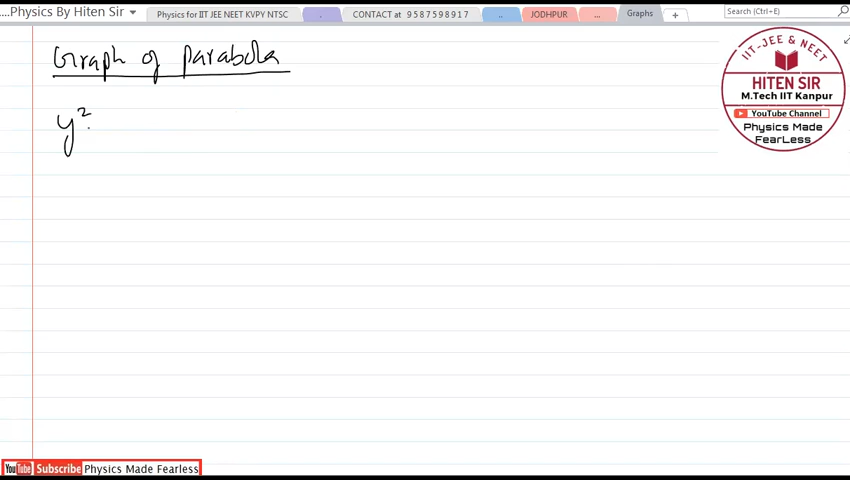 ....Physics By Hiten Sir
Physics for IIT JEE NEET KVPY NTSC
.
CONTACT at 9587598917
..
JODHPUR
...
Graphs
+
Search (Ctrl+E)
Graph of parabola
y²
IIT-JEE & NEET
HITEN SIR
M.Tech IIT Kanpur
YouTube Channel
Physics Made
FearLess
YouTube Subscribe Physics Made Fearless